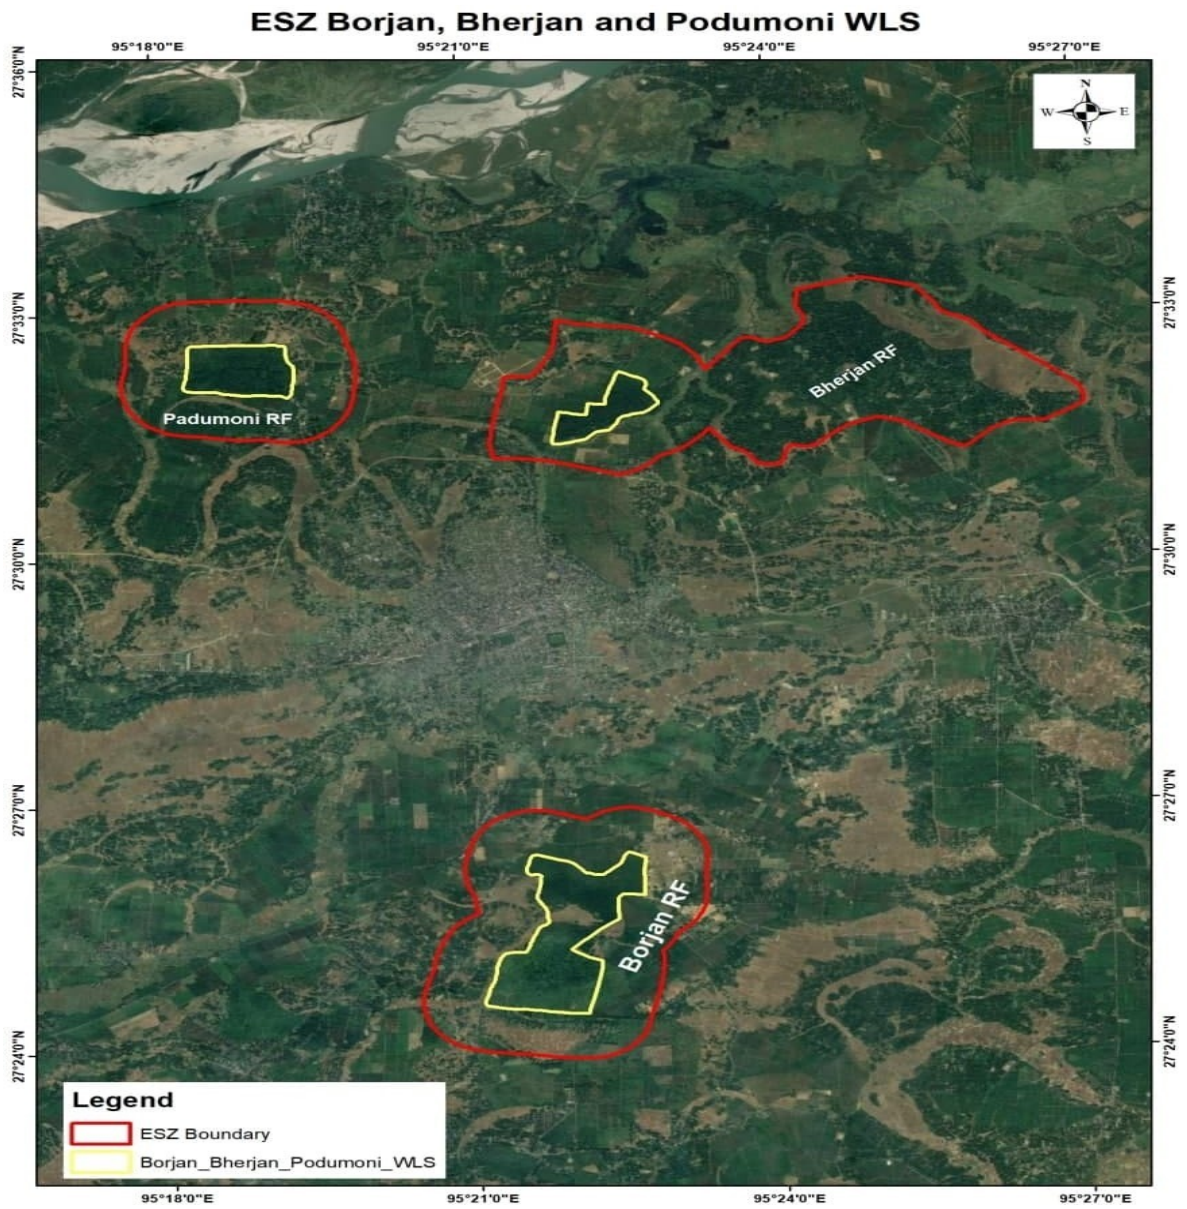 ESZ Borjan, Bherjan and Podumoni WLS
95°18'0"E 95°21'0"E 95°24'0"E 95°27'0"E
27°36'0"N
N
W E
S
27°33'0"N 27°33'0"N
Bherjan RF
Padumoni RF
27°30'0"N 27°30'0"N
27°27'0"N 27°27'0"N
Borjan RF
27°24'0"N 27°24'0"N
Legend
ESZ Boundary
Borjan_Bherjan_Podumoni_WLS
95°18'0"E 95°21'0"E 95°24'0"E 95°27'0"E